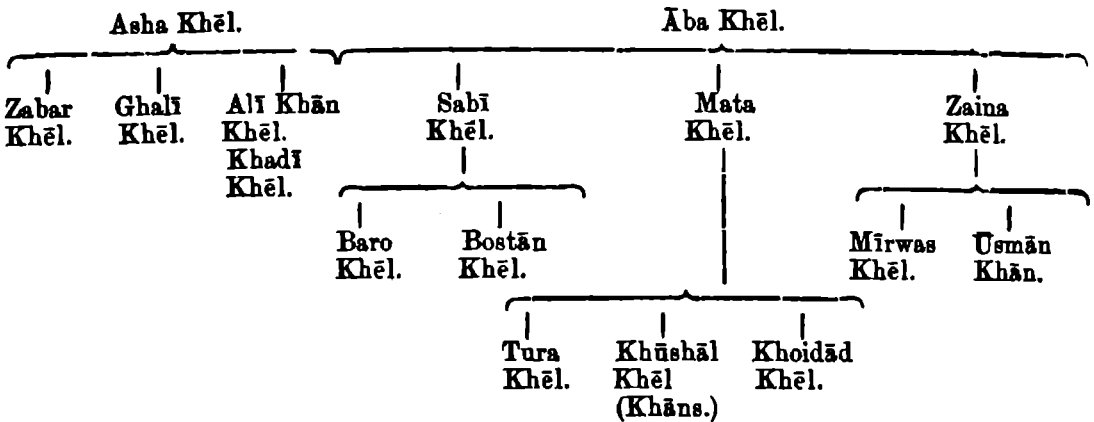 Asha Khēl.
Āba Khēl.
Zabar
Khēl.
Ghalī
Khēl.
Alī Khān
Khēl.
Khadī
Khēl.
Sabī
Khēl.
Mata
Khēl.
Zaina
Khēl.
Baro
Khēl.
Bostān
Khēl.
Mīrwas
Khēl.
Ūsmān
Khān.
Tura
Khēl.
Khūshāl
Khēl
(Khāns.)
Khoidād
Khēl.